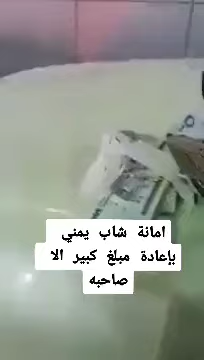 امانة شاب يمني
بإعادة مبلغ كبير الا
صاحبه